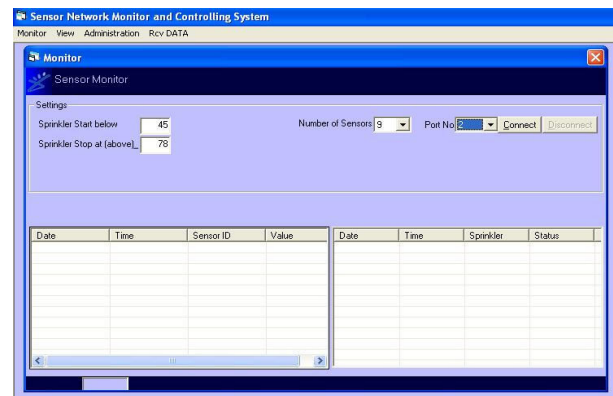 Sensor Network Monitor and Controlling System
Monitor View Administration Rcv DATA
Monitor
Sensor Monitor
Settings
Sprinkler Start below 45 Number of Sensors 9 Port No 2 Connect Disconnect
Sprinkler Stop at (above)_ 78
Date Time Sensor ID Value Date Time Sprinkler Status